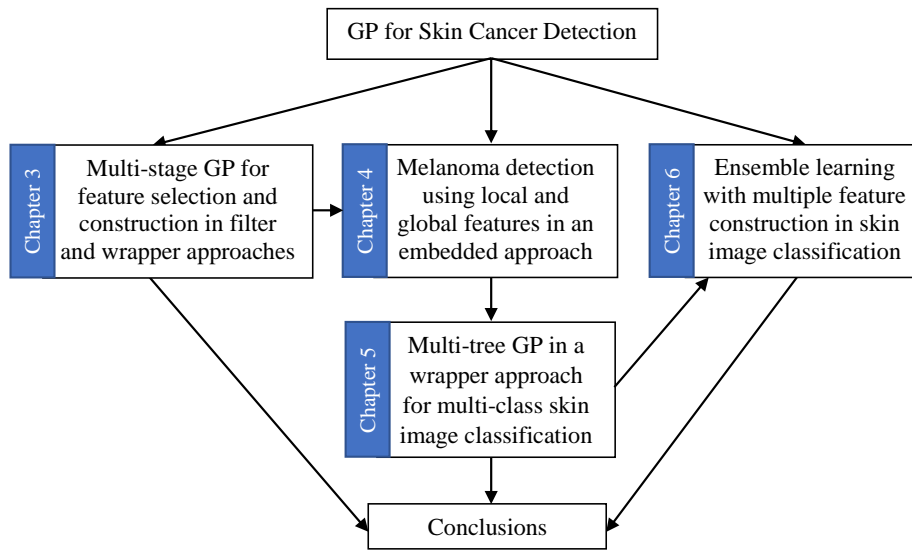 GP for Skin Cancer Detection
Chapter 3
Multi-stage GP for
feature selection and
construction in filter
and wrapper approaches
Chapter 4
Melanoma detection
using local and
global features in an
embedded approach
Chapter 6
Ensemble learning
with multiple feature
construction in skin
image classification
Chapter 5
Multi-tree GP in a
wrapper approach
for multi-class skin
image classification
Conclusions